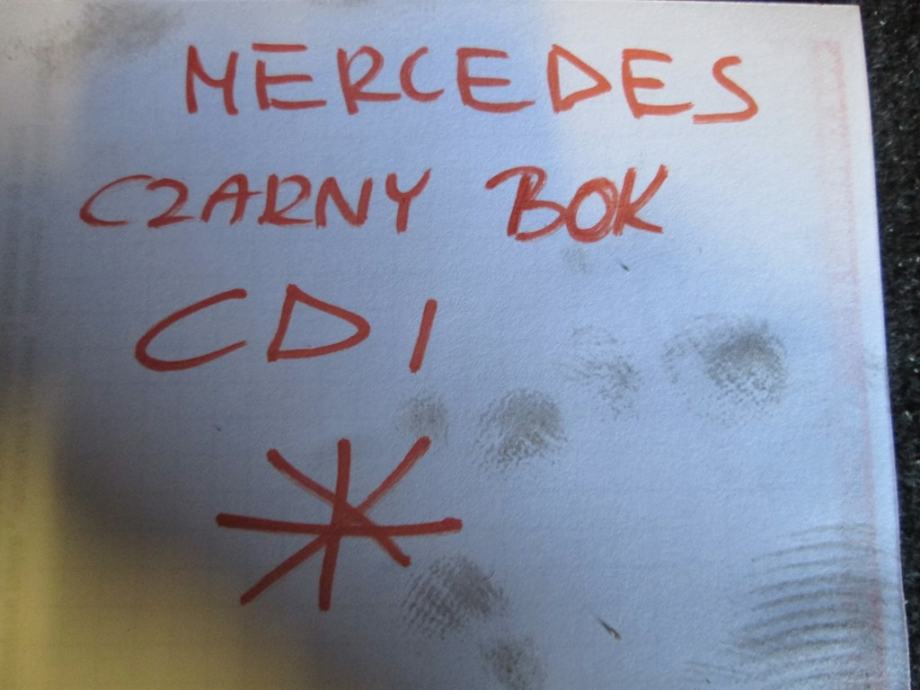 MERCEDES
CZARNY BOK
CDI
*